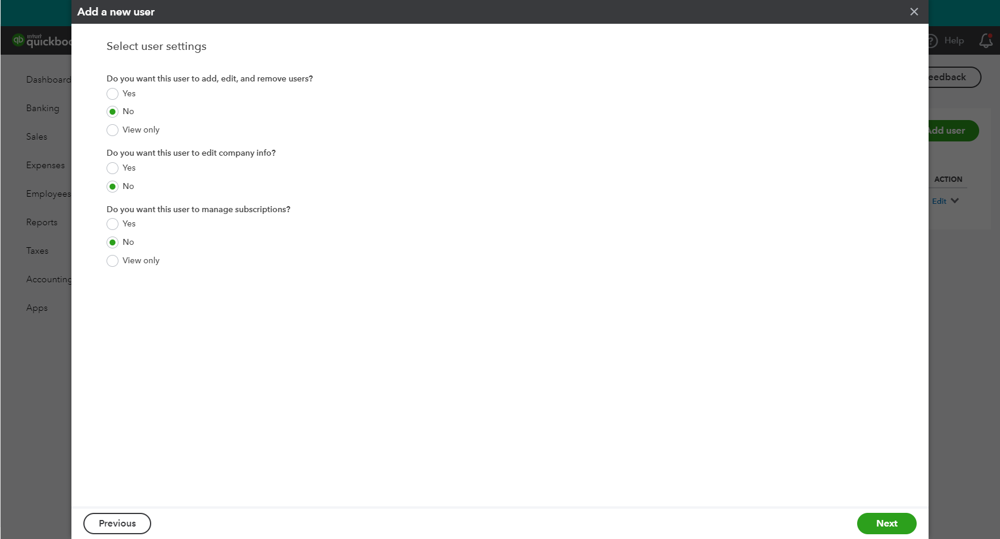 Add a new user
intuit
quickboo
Help
Select user settings
Dashboard
Banking
Sales
Expenses
Employees
Reports
Taxes
Accounting
Apps
Do you want this user to add, edit, and remove users?
Yes
No
View only
Do you want this user to edit company info?
Yes
No
Do you want this user to manage subscriptions?
Yes
No
View only
eedback
Add user
ACTION
Edit
Previous
Next